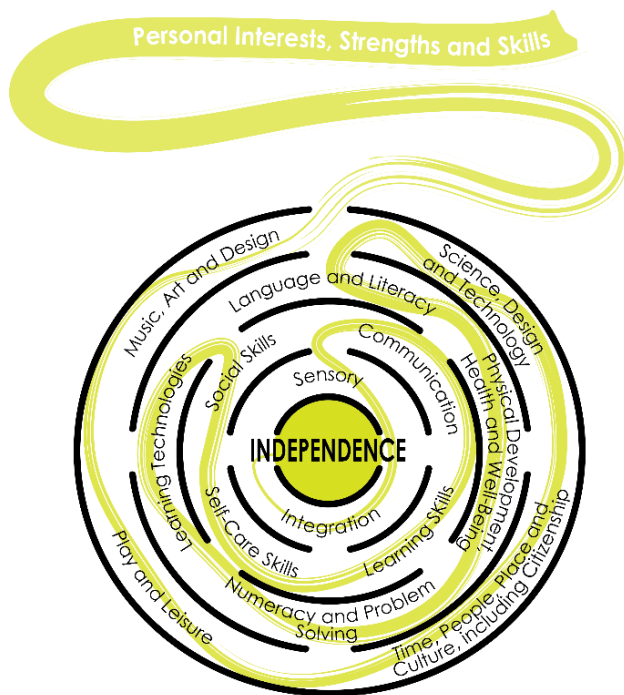 Personal Interests, Strengths and Skills
Music, Art and Design
Science, Design
and Technology
Language and Literacy
Physical Development,
Health and Well-Being
Learning Technologies
Social Skills
Communication
Sensory
INDEPENDENCE
Integration
Self-Care Skills
Learning Skills
Numeracy and Problem
Solving
Play and Leisure
Time, People, Place and
Culture, including Citizenship